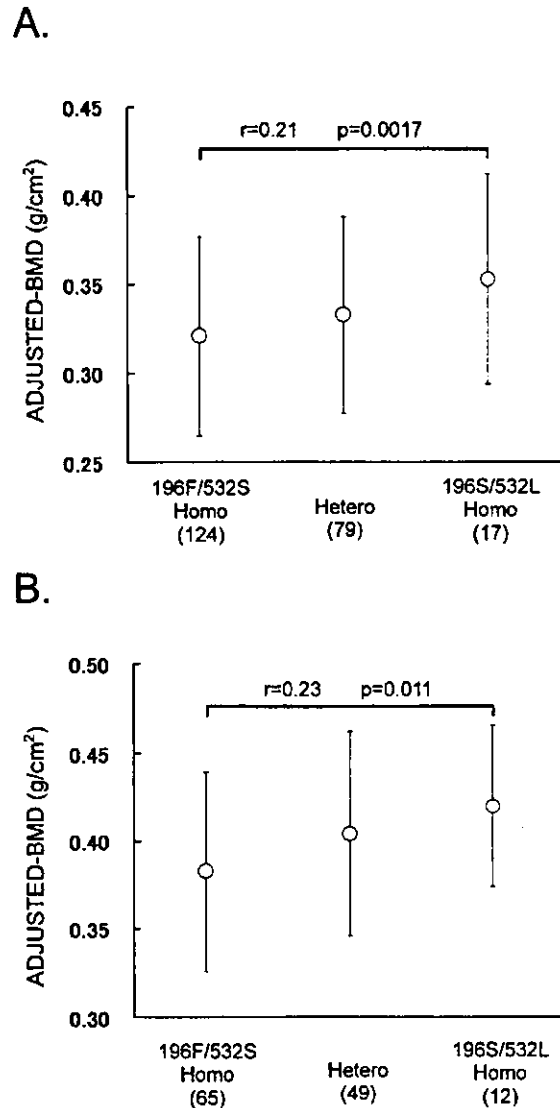 A.
r=0.21 p=0.0017
ADJUSTED-BMD (g/cm²)
0.45
0.40
0.35
0.30
0.25
196F/532S Hetero 196S/532L
Homo Homo
(124) (79) (17)
B.
r=0.23 p=0.011
ADJUSTED-BMD (g/cm²)
0.50
0.45
0.40
0.35
0.30
196F/532S Hetero 196S/532L
Homo Homo
(65) (49) (12)